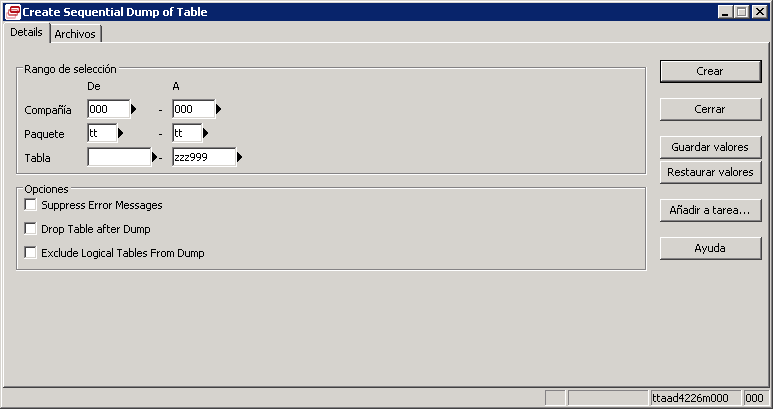 Create Sequential Dump of Table
Details Archivos
Rango de selección
De A
Compañía 000 - 000
Paquete tt - tt
Tabla - zzz999
Opciones
Suppress Error Messages
Drop Table after Dump
Exclude Logical Tables From Dump
Crear
Cerrar
Guardar valores
Restaurar valores
Añadir a tarea...
Ayuda
ttaad4226m000 000